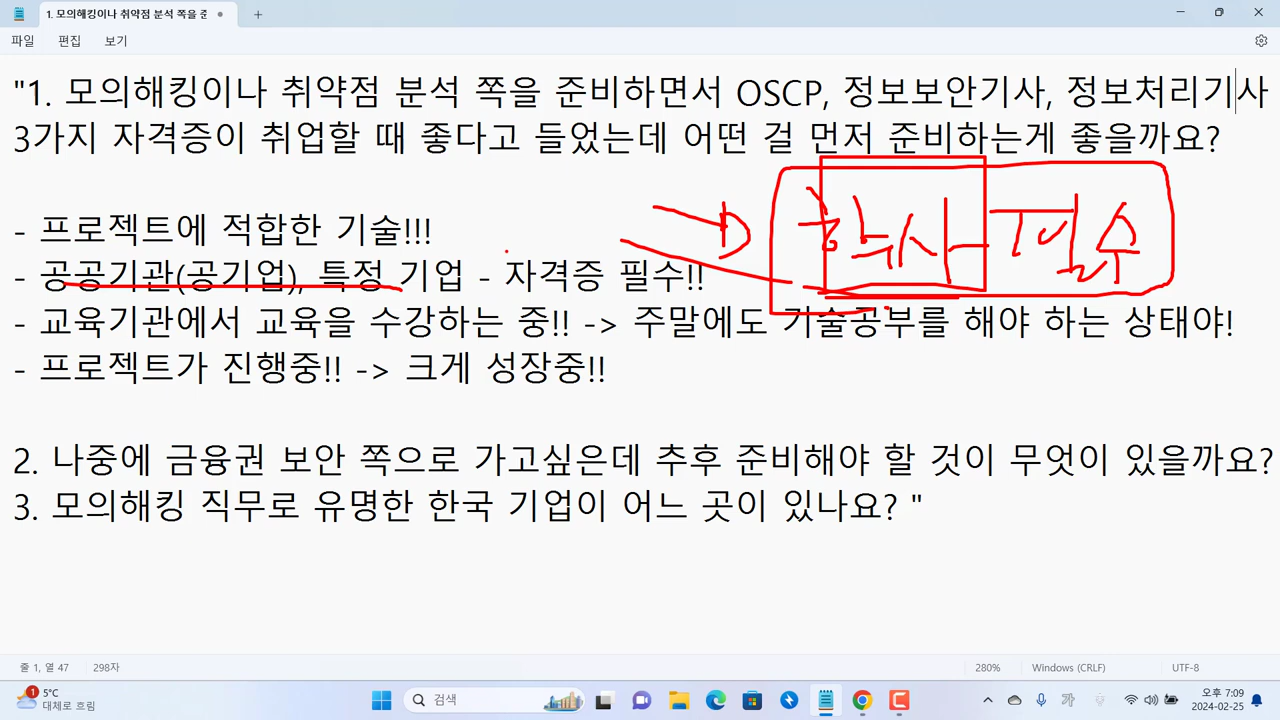 1. 모의해킹이나 취약점 분석 쪽을 준
파일 편집 보기
"1. 모의해킹이나 취약점 분석 쪽을 준비하면서 OSCP, 정보보안기사, 정보처리기사
3가지 자격증이 취업할 때 좋다고 들었는데 어떤 걸 먼저 준비하는게 좋을까요?
- 프로젝트에 적합한 기술!!!
학사 필수
- 공공기관(공기업), 특정 기업 - 자격증 필수!!
- 교육기관에서 교육을 수강하는 중!! -> 주말에도 기술공부를 해야 하는 상태야!
- 프로젝트가 진행중!! -> 크게 성장중!!
2. 나중에 금융권 보안 쪽으로 가고싶은데 추후 준비해야 할 것이 무엇이 있을까요?
3. 모의해킹 직무로 유명한 한국 기업이 어느 곳이 있나요? "
줄 1, 열 47 298자 280% Windows (CRLF) UTF-8
1 5°C
대체로 흐림
검색
가
오후 7:09
2024-02-25